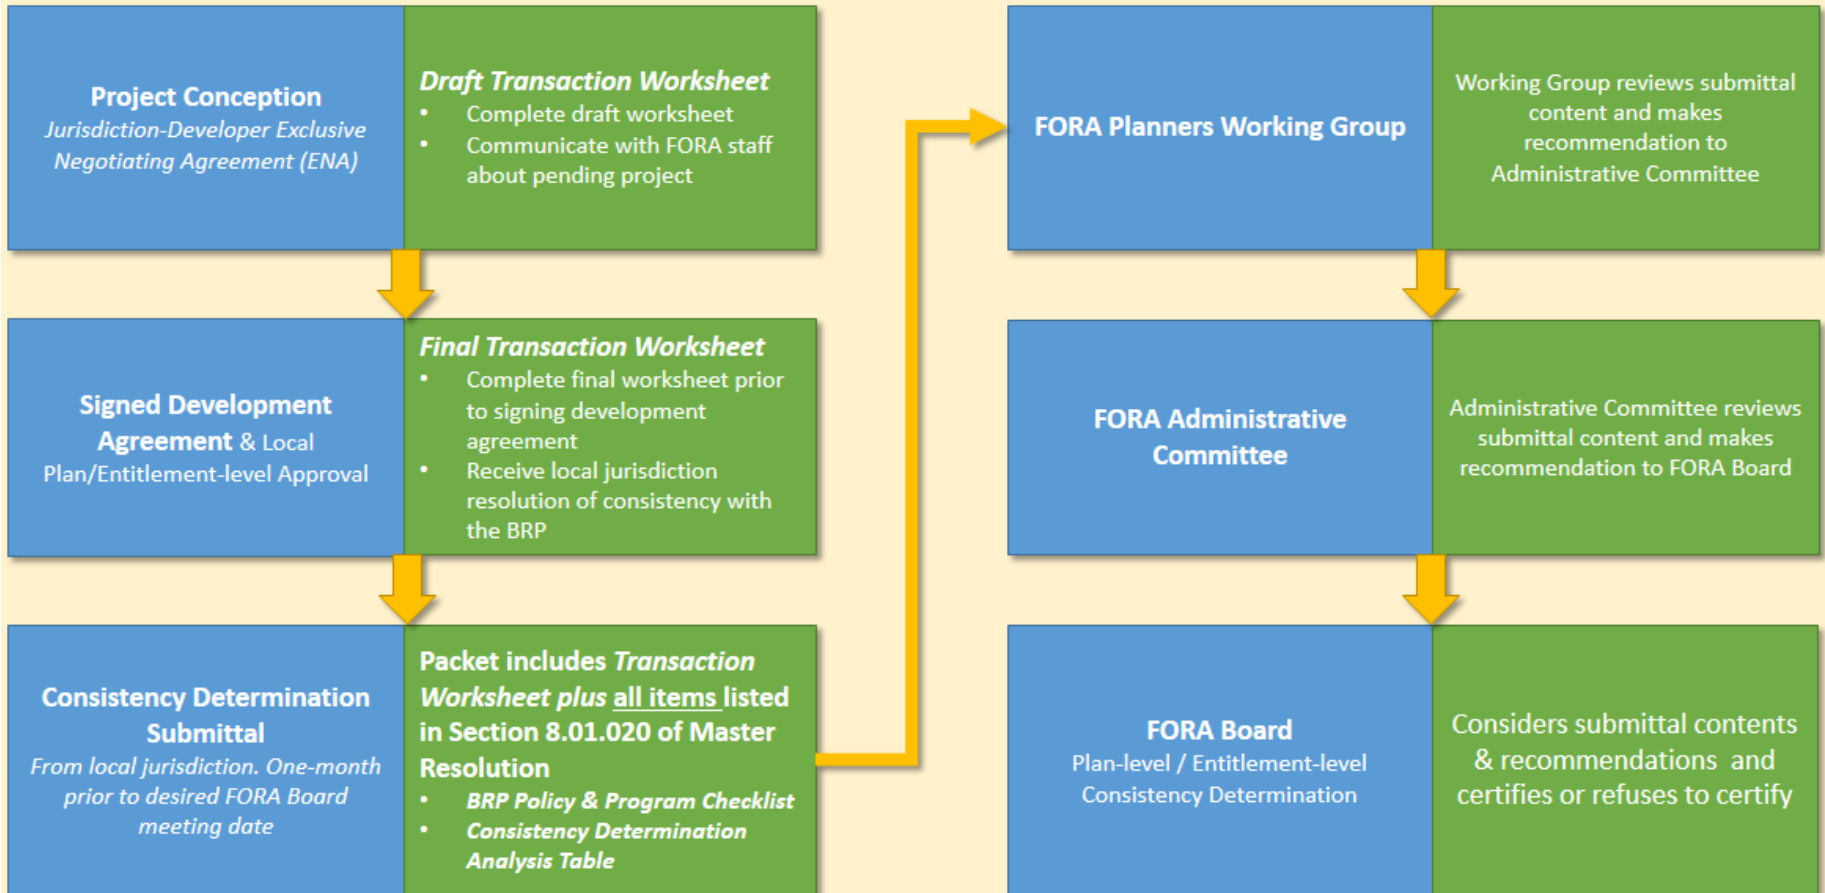 Project Conception
Jurisdiction-Developer Exclusive
Negotiating Agreement (ENA)
Draft Transaction Worksheet
• Complete draft worksheet
• Communicate with FORA staff
about pending project
Signed Development
Agreement & Local
Plan/Entitlement-level Approval
Final Transaction Worksheet
• Complete final worksheet prior
to signing development
agreement
• Receive local jurisdiction
resolution of consistency with
the BRP
Consistency Determination
Submittal
From local jurisdiction. One-month
prior to desired FORA Board
meeting date
Packet includes Transaction
Worksheet plus all items listed
in Section 8.01.020 of Master
Resolution
• BRP Policy & Program Checklist
• Consistency Determination
Analysis Table
FORA Planners Working Group
Working Group reviews submittal
content and makes
recommendation to
Administrative Committee
FORA Administrative
Committee
Administrative Committee reviews
submittal content and makes
recommendation to FORA Board
FORA Board
Plan-level / Entitlement-level
Consistency Determination
Considers submittal contents
& recommendations and
certifies or refuses to certify